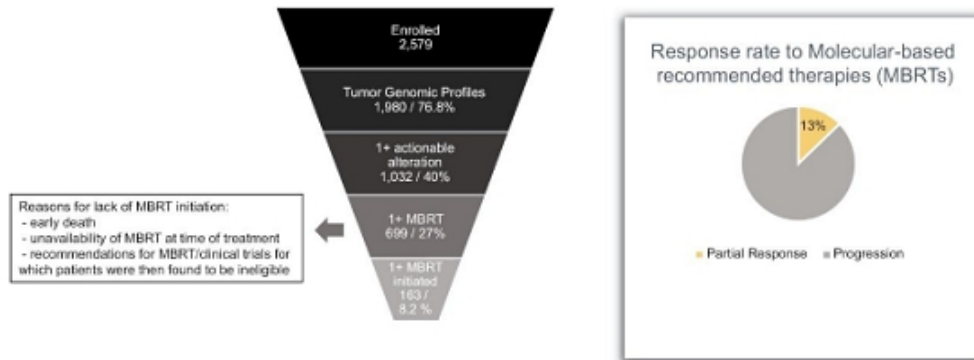 Enrolled
2,579
Tumor Genomic Profiles
1,980 / 76.8%
1+ actionable
alteration
1,032 / 40%
1+ MBRT
699 / 27%
1+ MBRT
initiated
163 /
8.2 %
Reasons for lack of MBRT initiation:
- early death
- unavailability of MBRT at time of treatment
- recommendations for MBRT/clinical trials for
which patients were then found to be ineligible
Response rate to Molecular-based
recommended therapies (MBRTs)
13%
Partial Response
Progression